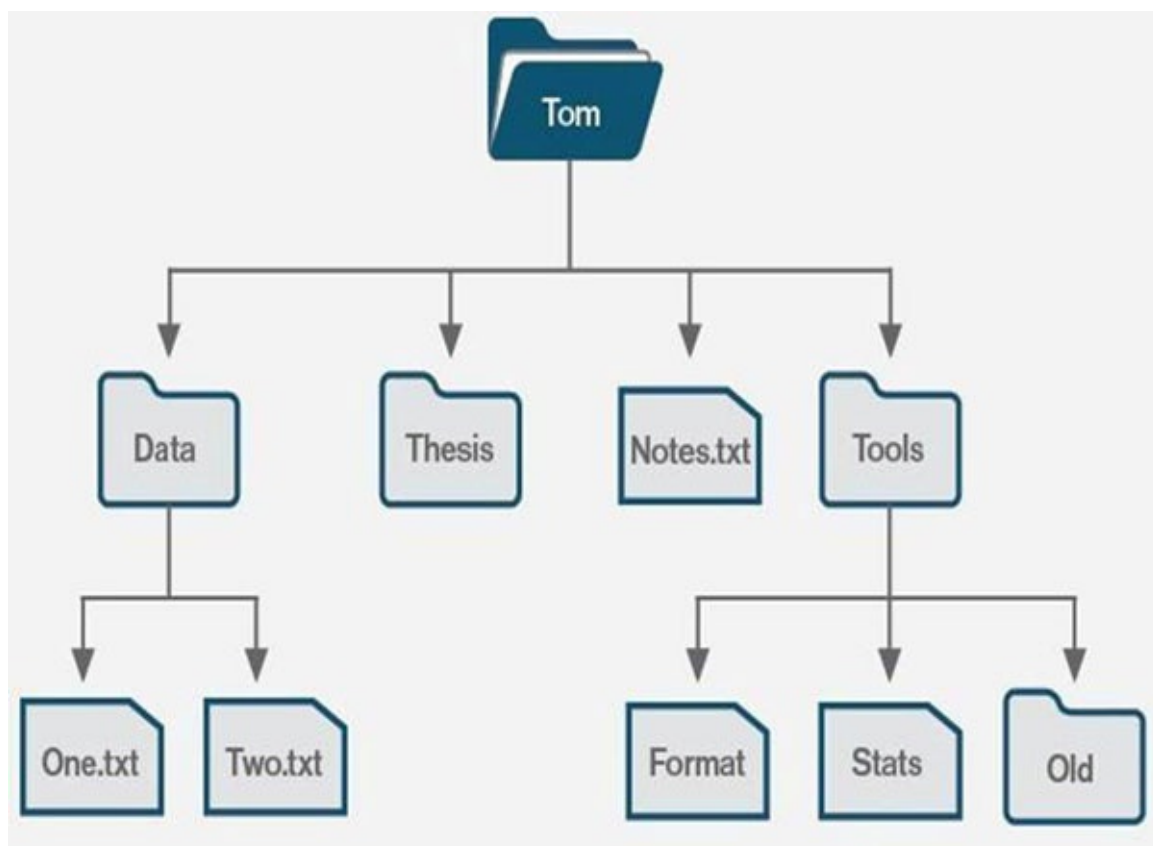 Tom
Data
Thesis
Notes.txt
Tools
One.txt
Two.txt
Format
Stats
Old